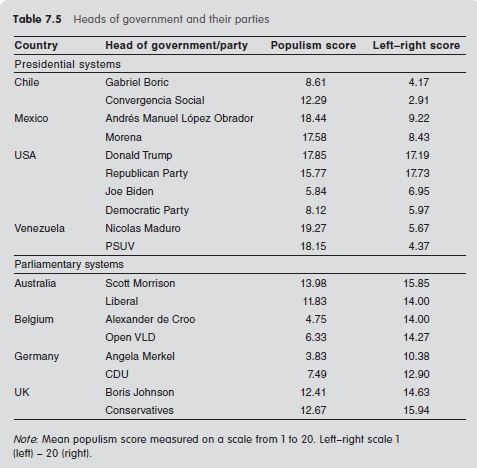 Table 7.5 Heads of government and their parties
Country Head of government/party Populism score Left–right score
Presidential systems
Chile Gabriel Boric 8.61 4.17
Convergencia Social 12.29 2.91
Mexico Andrés Manuel López Obrador 18.44 9.22
Morena 17.58 8.43
USA Donald Trump 17.85 17.19
Republican Party 15.77 17.73
Joe Biden 5.84 6.95
Democratic Party 8.12 5.97
Venezuela Nicolas Maduro 19.27 5.67
PSUV 18.15 4.37
Parliamentary systems
Australia Scott Morrison 13.98 15.85
Liberal 11.83 14.00
Belgium Alexander de Croo 4.75 14.00
Open VLD 6.33 14.27
Germany Angela Merkel 3.83 10.38
CDU 7.49 12.90
UK Boris Johnson 12.41 14.63
Conservatives 12.67 15.94
Note: Mean populism score measured on a scale from 1 to 20. Left–right scale 1
(left) – 20 (right).